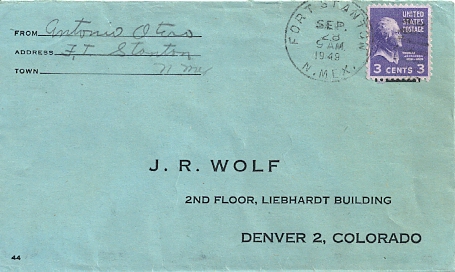 FROM Antonio Otero
ADDRESS Ft Stanton
TOWN N Mex
FORT STANTON
SEP
28
9 AM
1949
N. MEX.
UNITED
STATES
POSTAGE
3 CENTS 3
J. R. WOLF
2ND FLOOR, LIEBHARDT BUILDING
DENVER 2, COLORADO
44